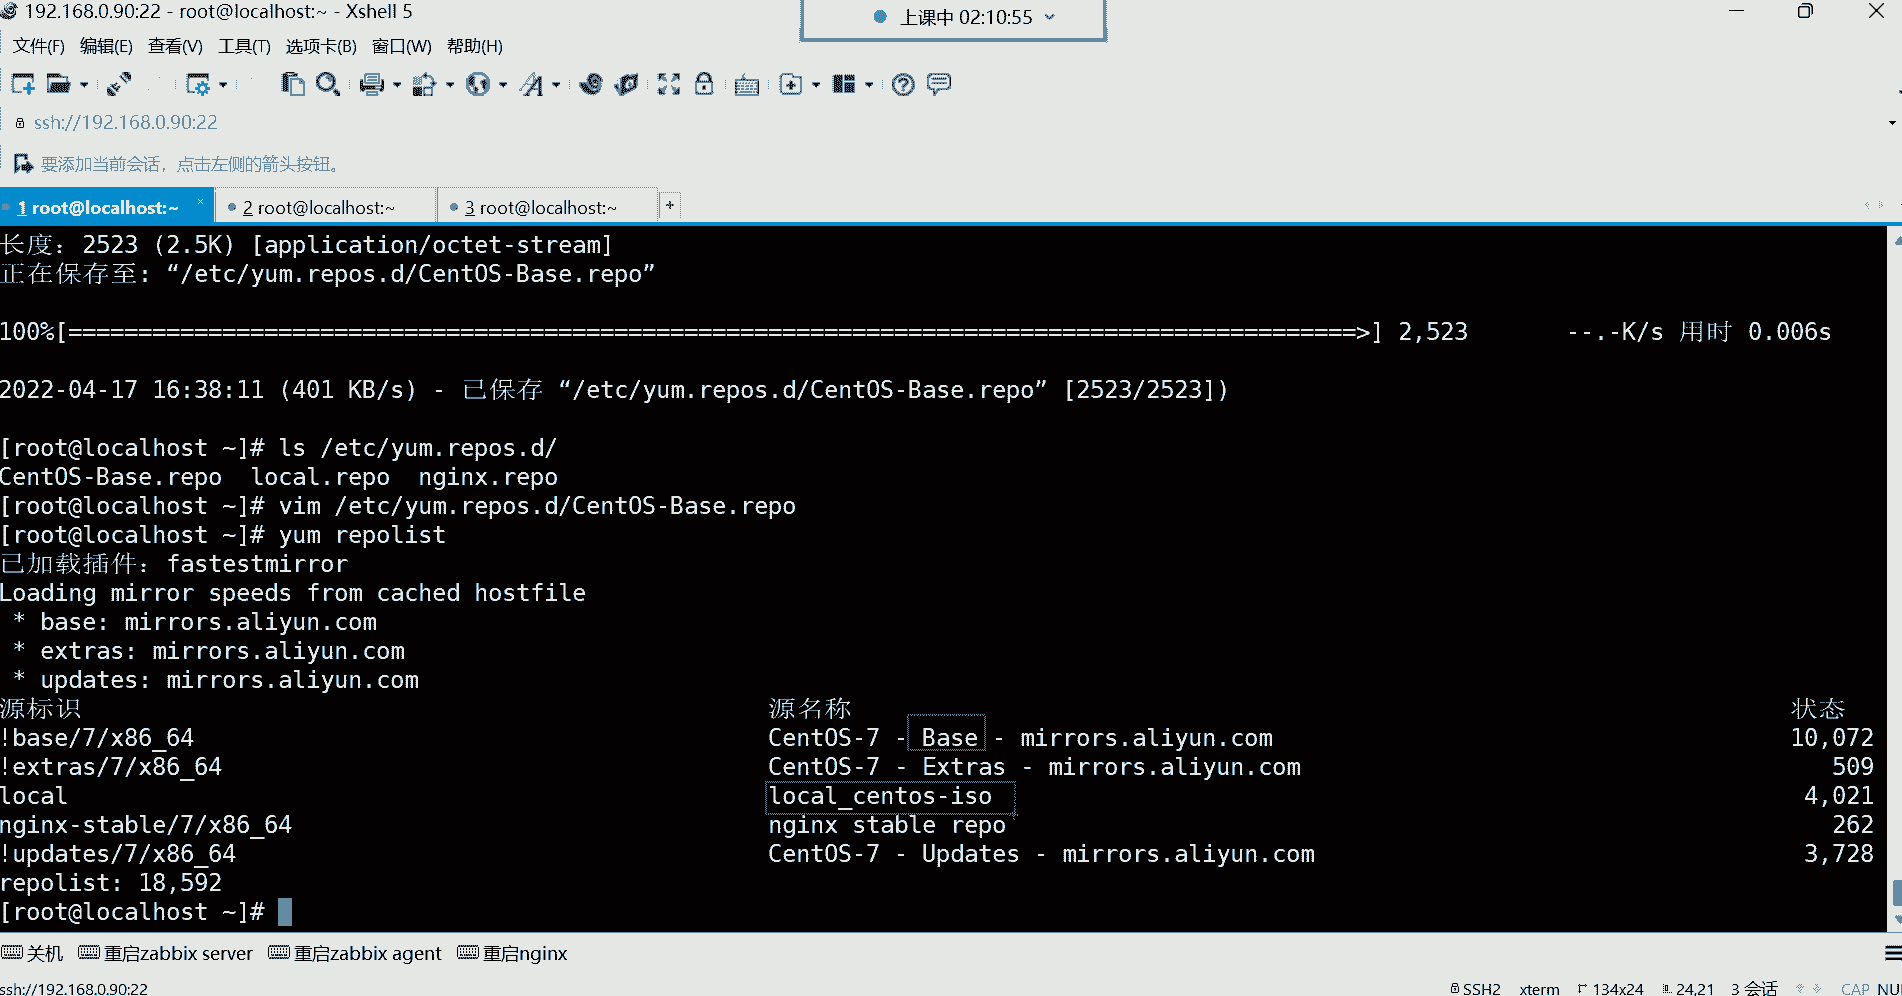 192.168.0.90:22 - root@localhost:~ - Xshell 5
上课中 02:10:55
文件(F) 编辑(E) 查看(V) 工具(T) 选项卡(B) 窗口(W) 帮助(H)
ssh://192.168.0.90:22
要添加当前会话，点击左侧的箭头按钮。
1 root@localhost:~ × 2 root@localhost:~ 3 root@localhost:~ +
长度：2523 (2.5K) [application/octet-stream]
正在保存至: “/etc/yum.repos.d/CentOS-Base.repo”
100%[============================================================================================>] 2,523 --.-K/s 用时 0.006s
2022-04-17 16:38:11 (401 KB/s) - 已保存 “/etc/yum.repos.d/CentOS-Base.repo” [2523/2523])
[root@localhost ~]# ls /etc/yum.repos.d/
CentOS-Base.repo local.repo nginx.repo
[root@localhost ~]# vim /etc/yum.repos.d/CentOS-Base.repo
[root@localhost ~]# yum repolist
已加载插件：fastestmirror
Loading mirror speeds from cached hostfile
* base: mirrors.aliyun.com
* extras: mirrors.aliyun.com
* updates: mirrors.aliyun.com
源标识 源名称 状态
!base/7/x86_64 CentOS-7 - Base - mirrors.aliyun.com 10,072
!extras/7/x86_64 CentOS-7 - Extras - mirrors.aliyun.com 509
local local_centos-iso 4,021
nginx-stable/7/x86_64 nginx stable repo 262
!updates/7/x86_64 CentOS-7 - Updates - mirrors.aliyun.com 3,728
repolist: 18,592
[root@localhost ~]#
关机 重启zabbix server 重启zabbix agent 重启nginx
ssh://192.168.0.90:22 SSH2 xterm 134x24 24,21 3 会话 CAP NU